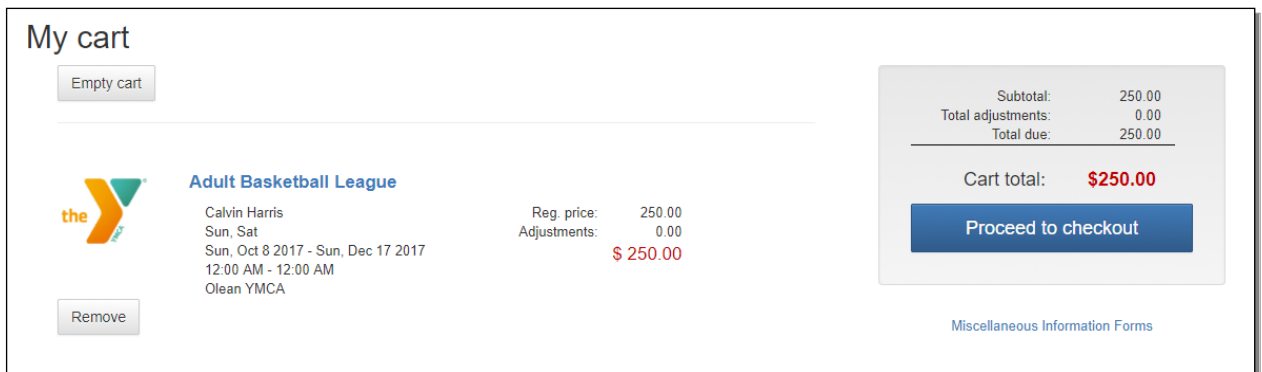 My cart
Empty cart
Subtotal: 250.00
Total adjustments: 0.00
Total due: 250.00
Cart total: $250.00
Proceed to checkout
Miscellaneous Information Forms
the
YMCA
Adult Basketball League
Calvin Harris
Sun, Sat
Sun, Oct 8 2017 - Sun, Dec 17 2017
12:00 AM - 12:00 AM
Olean YMCA
Reg. price: 250.00
Adjustments: 0.00
$ 250.00
Remove